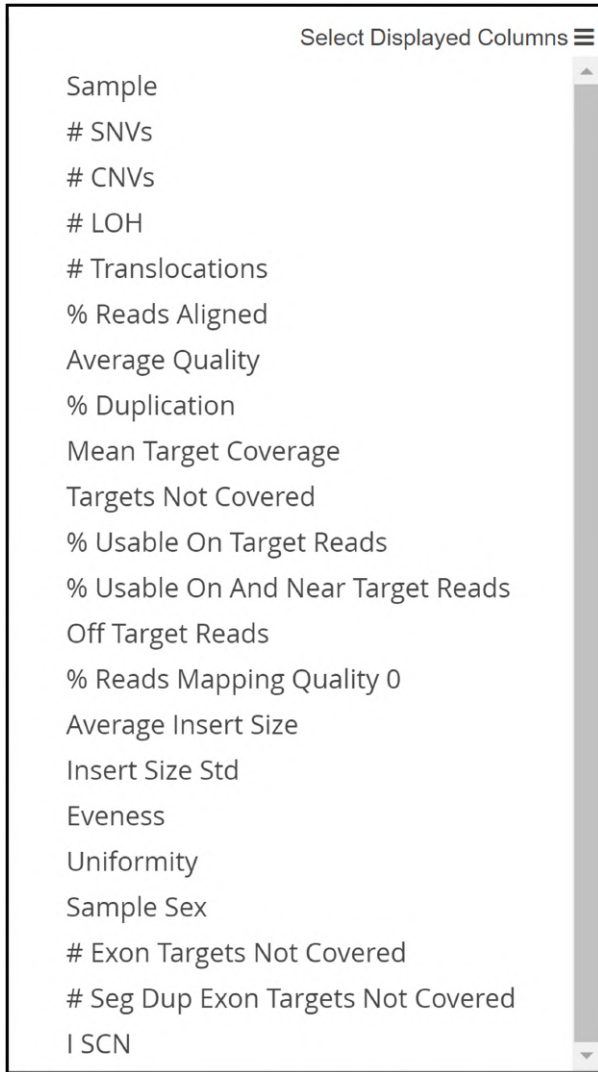 Select Displayed Columns
Sample
# SNVs
# CNVs
# LOH
# Translocations
% Reads Aligned
Average Quality
% Duplication
Mean Target Coverage
Targets Not Covered
% Usable On Target Reads
% Usable On And Near Target Reads
Off Target Reads
% Reads Mapping Quality 0
Average Insert Size
Insert Size Std
Eveness
Uniformity
Sample Sex
# Exon Targets Not Covered
# Seg Dup Exon Targets Not Covered
I SCN